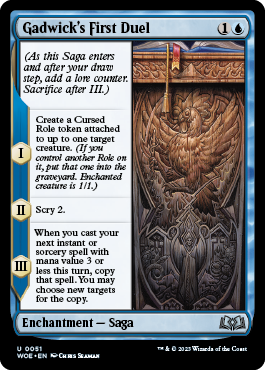 Gadwick's First Duel 1
(As this Saga enters
and after your draw
step, add a lore counter.
Sacrifice after III.)
I
Create a Cursed
Role token attached
to up to one target
creature. (If you
control another Role on
it, put that one into the
graveyard. Enchanted
creature is 1/1.)
II
Scry 2.
III
When you cast your
next instant or
sorcery spell with
mana value 3 or
less this turn, copy
that spell. You may
choose new targets
for the copy.
Enchantment — Saga
U 0051
WOE • EN Chris Seaman
™ & © 2023 Wizards of the Coast